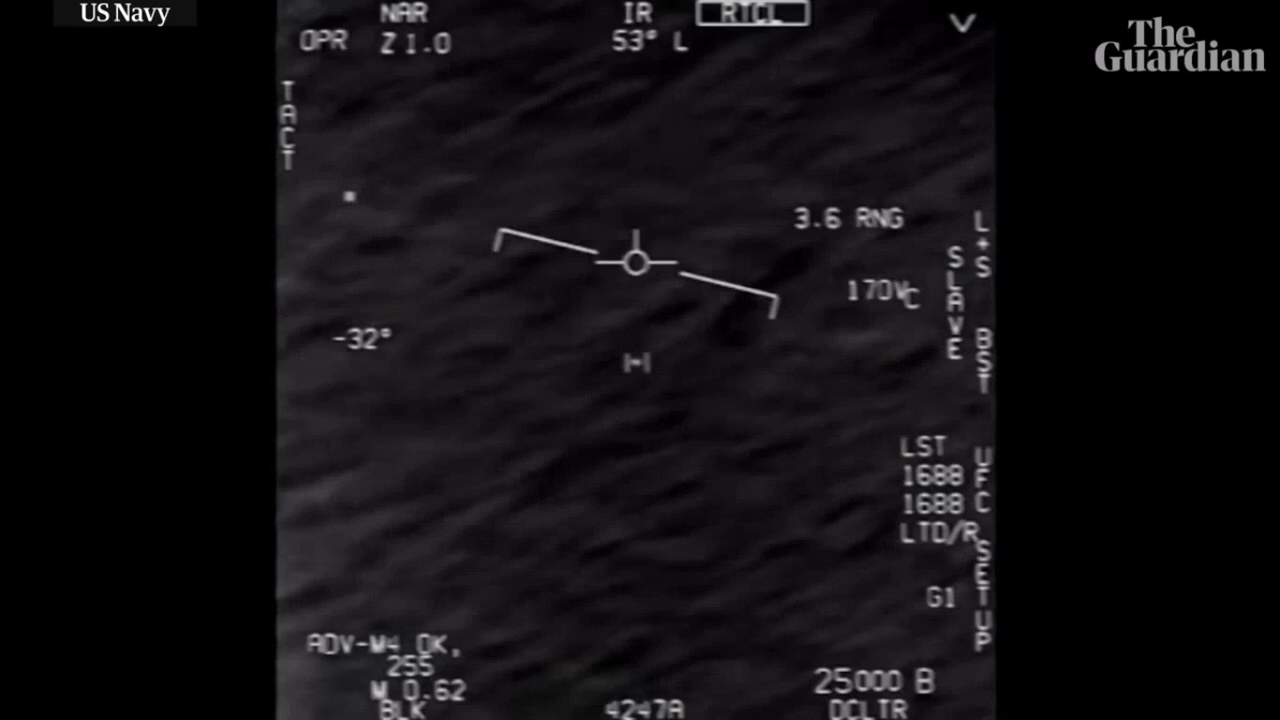 US Navy
The
Guardian
NAR
IR
RTCL
OPR
Z 1.0
53° L
TACT
3.6 RNG
L+S
SLAVE
170Vc
-32°
BST
LST
1688
1688
LTD/R
UFC
SETUP
G1
ADV-M4 OK,
255
M 0.62
BLK
4247A
25000 B
DCLTR